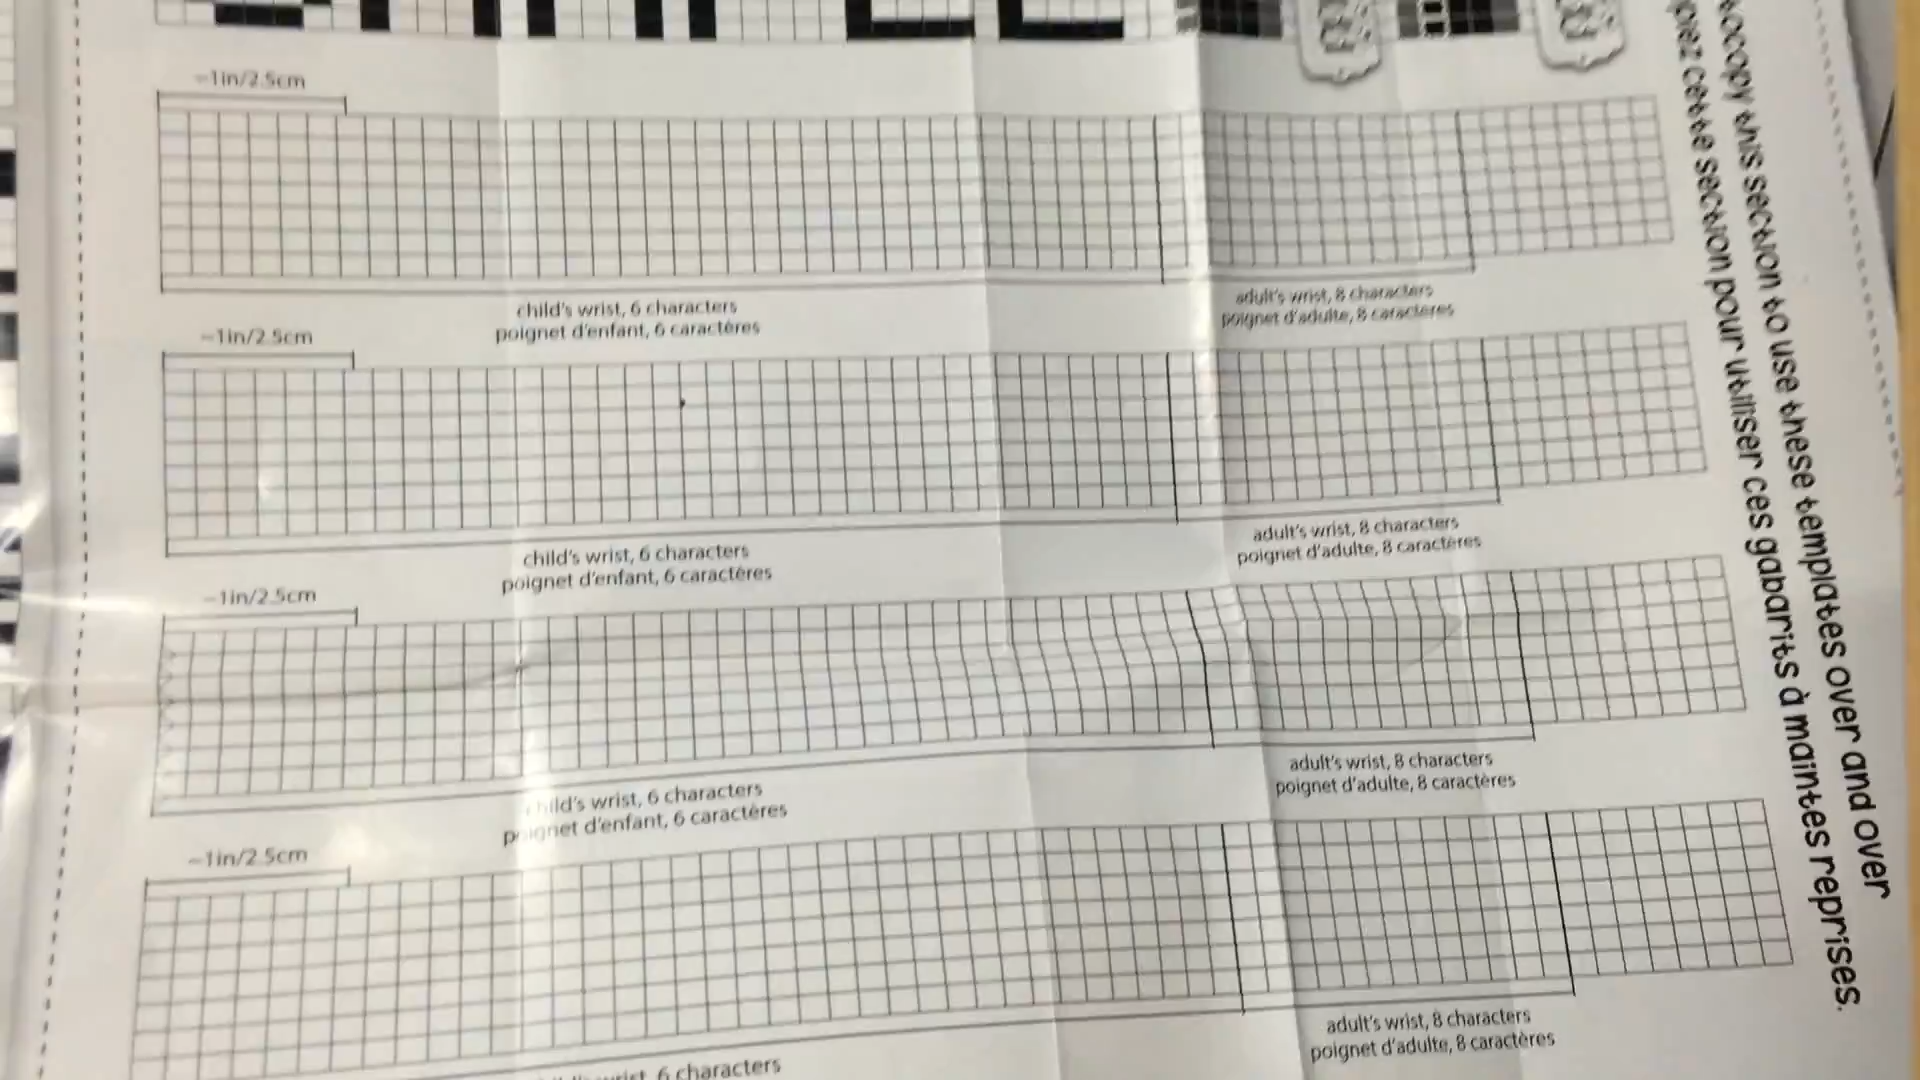 ~1in/2.5cm
child's wrist, 6 characters
poignet d'enfant, 6 caractères
adult's wrist, 8 characters
poignet d'adulte, 8 caractères
~1in/2.5cm
child's wrist, 6 characters
poignet d'enfant, 6 caractères
adult's wrist, 8 characters
poignet d'adulte, 8 caractères
~1in/2.5cm
child's wrist, 6 characters
poignet d'enfant, 6 caractères
adult's wrist, 8 characters
poignet d'adulte, 8 caractères
~1in/2.5cm
wrist, 6 characters
adult's wrist, 8 characters
poignet d'adulte, 8 caractères
this section to use these templates over and over
cette section pour utiliser ces gabarits à maintes reprises.